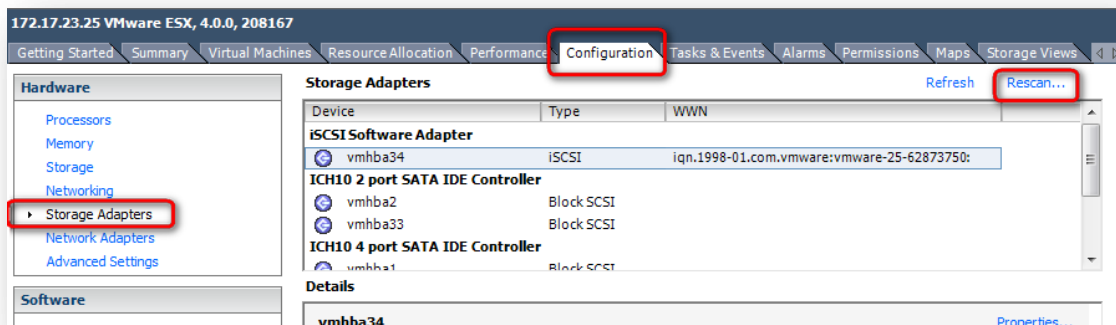 172.17.23.25 VMware ESX, 4.0.0, 208167
Getting Started Summary Virtual Machines Resource Allocation Performance Configuration Tasks & Events Alarms Permissions Maps Storage Views
Hardware
Processors
Memory
Storage
Networking
Storage Adapters
Network Adapters
Advanced Settings
Software
Storage Adapters Refresh Rescan...
Device Type WWN
iSCSI Software Adapter
vmhba34 iSCSI iqn.1998-01.com.vmware:vmware-25-62873750:
ICH10 2 port SATA IDE Controller
vmhba2 Block SCSI
vmhba33 Block SCSI
ICH10 4 port SATA IDE Controller
vmhba1 Block SCSI
Details
vmhba34 Properties...